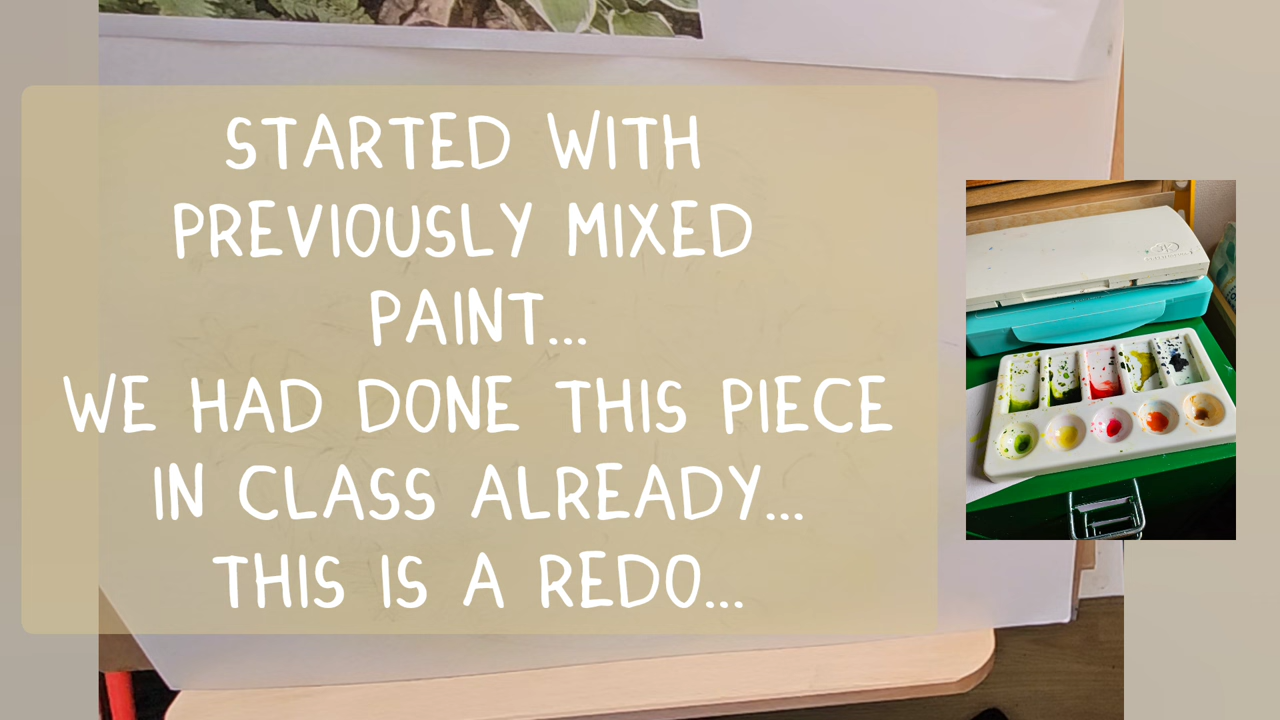 STARTED WITH
PREVIOUSLY MIXED
PAINT...
WE HAD DONE THIS PIECE
IN CLASS ALREADY...
THIS IS A REDO...